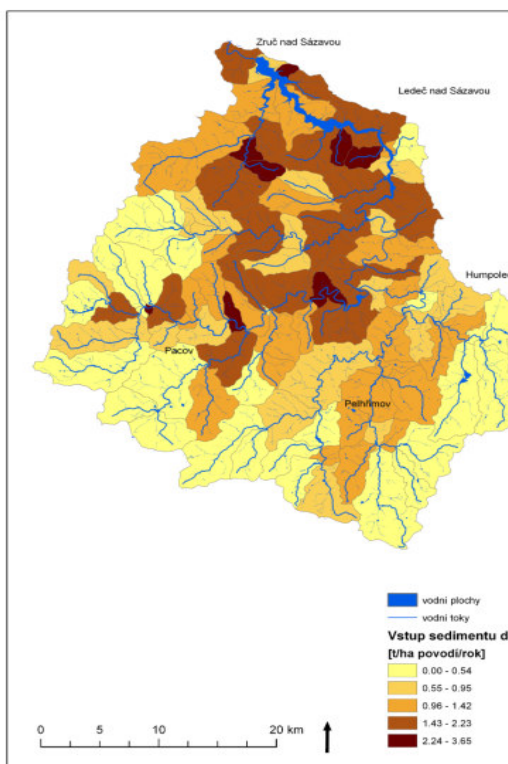 Zruč nad Sázavou
Ledeč nad Sázavou
Humpolec
Pacov
Pelhřimov
vodní plochy
vodní toky
Vstup sedimentu d
[t/ha povodí/rok]
0.00 - 0.54
0.55 - 0.95
0.96 - 1.42
1.43 - 2.23
2.24 - 3.65
0 5 10 20 km